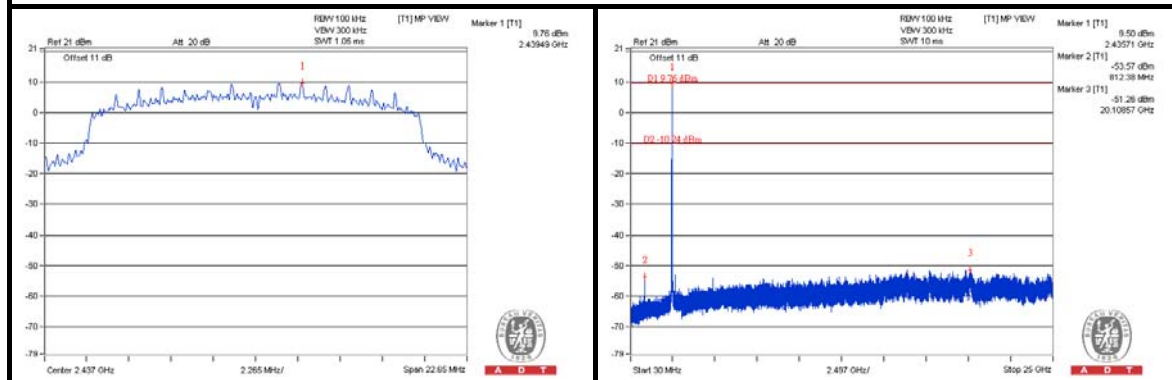 RBW 100 kHz [T1] MP VIEW
VBW 300 kHz
Ref 21 dBm Att 20 dB SWT 1.05 ms
Marker 1 [T1]
9.76 dBm
2.43949 GHz
21
Offset 11 dB
1
10
0
-10
-20
-30
-40
-50
-60
-70
-79
Center 2.437 GHz 2.265 MHz/ Span 22.65 MHz
BUREAU VERITAS
1828
A D T
RBW 100 kHz [T1] MP VIEW
VBW 300 kHz
Ref 21 dBm Att 20 dB SWT 10 ms
Marker 1 [T1]
9.50 dBm
2.43571 GHz
Marker 2 [T1]
-53.57 dBm
812.38 MHz
Marker 3 [T1]
-51.26 dBm
20.10857 GHz
21
Offset 11 dB
1
10
D1 9.76 dBm
0
-10
D2 -10.24 dBm
-20
-30
-40
-50
2
3
-60
-70
-79
Start 30 MHz 2.497 GHz/ Stop 25 GHz
BUREAU VERITAS
1828
A D T